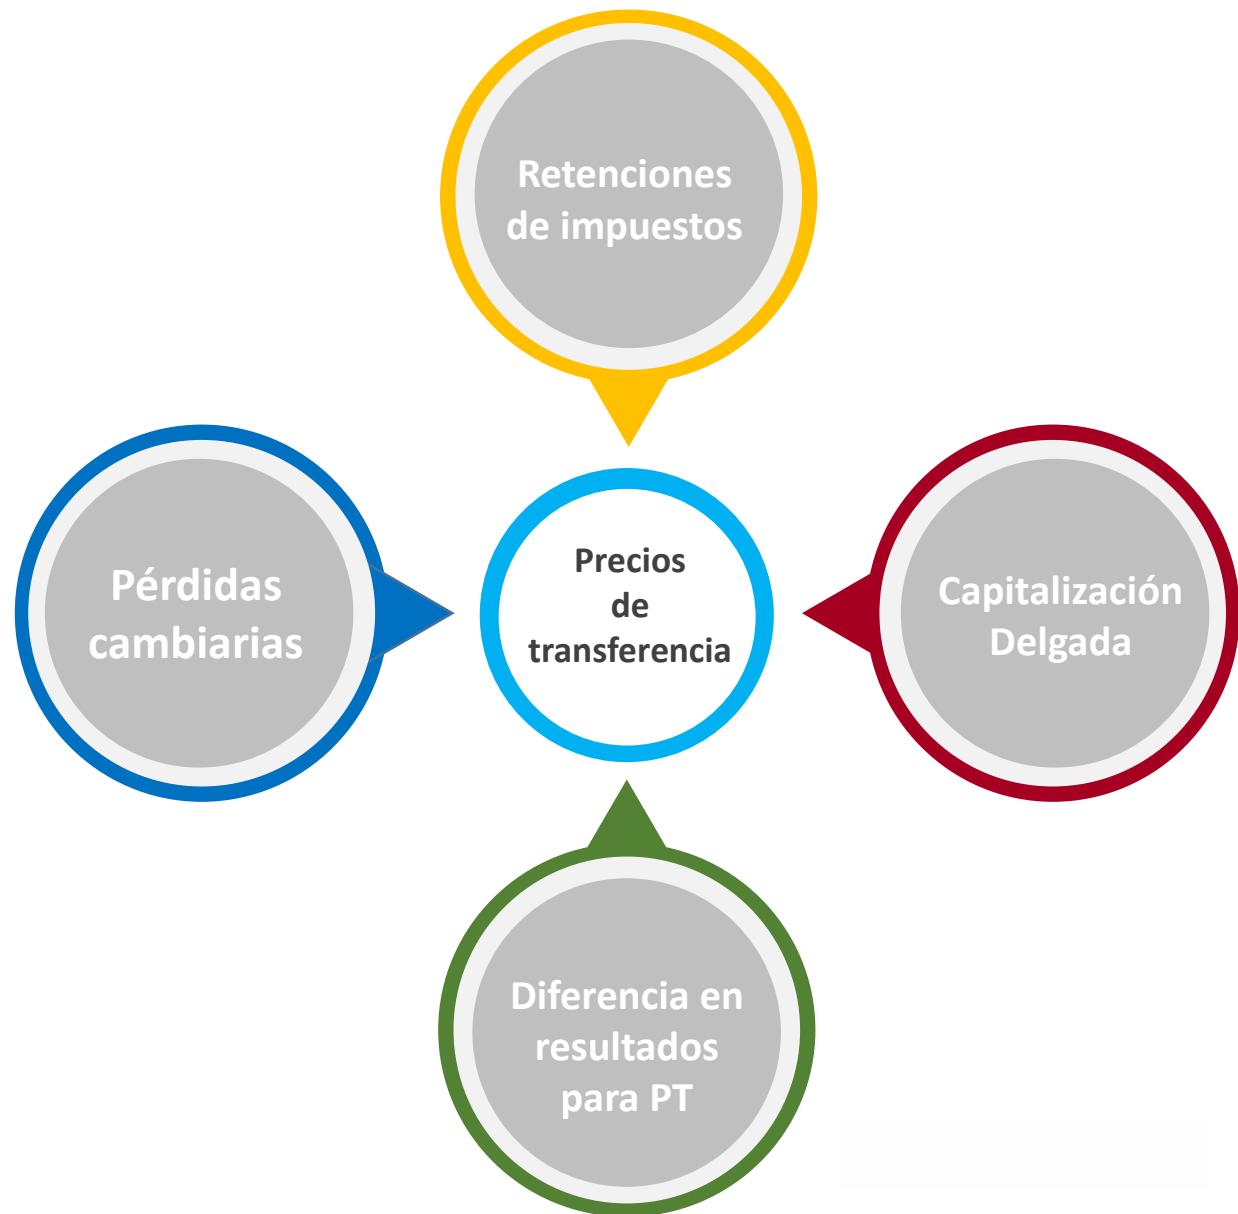 Retenciones
de impuestos
Pérdidas
cambiarias
Precios
de
transferencia
Capitalización
Delgada
Diferencia en
resultados
para PT